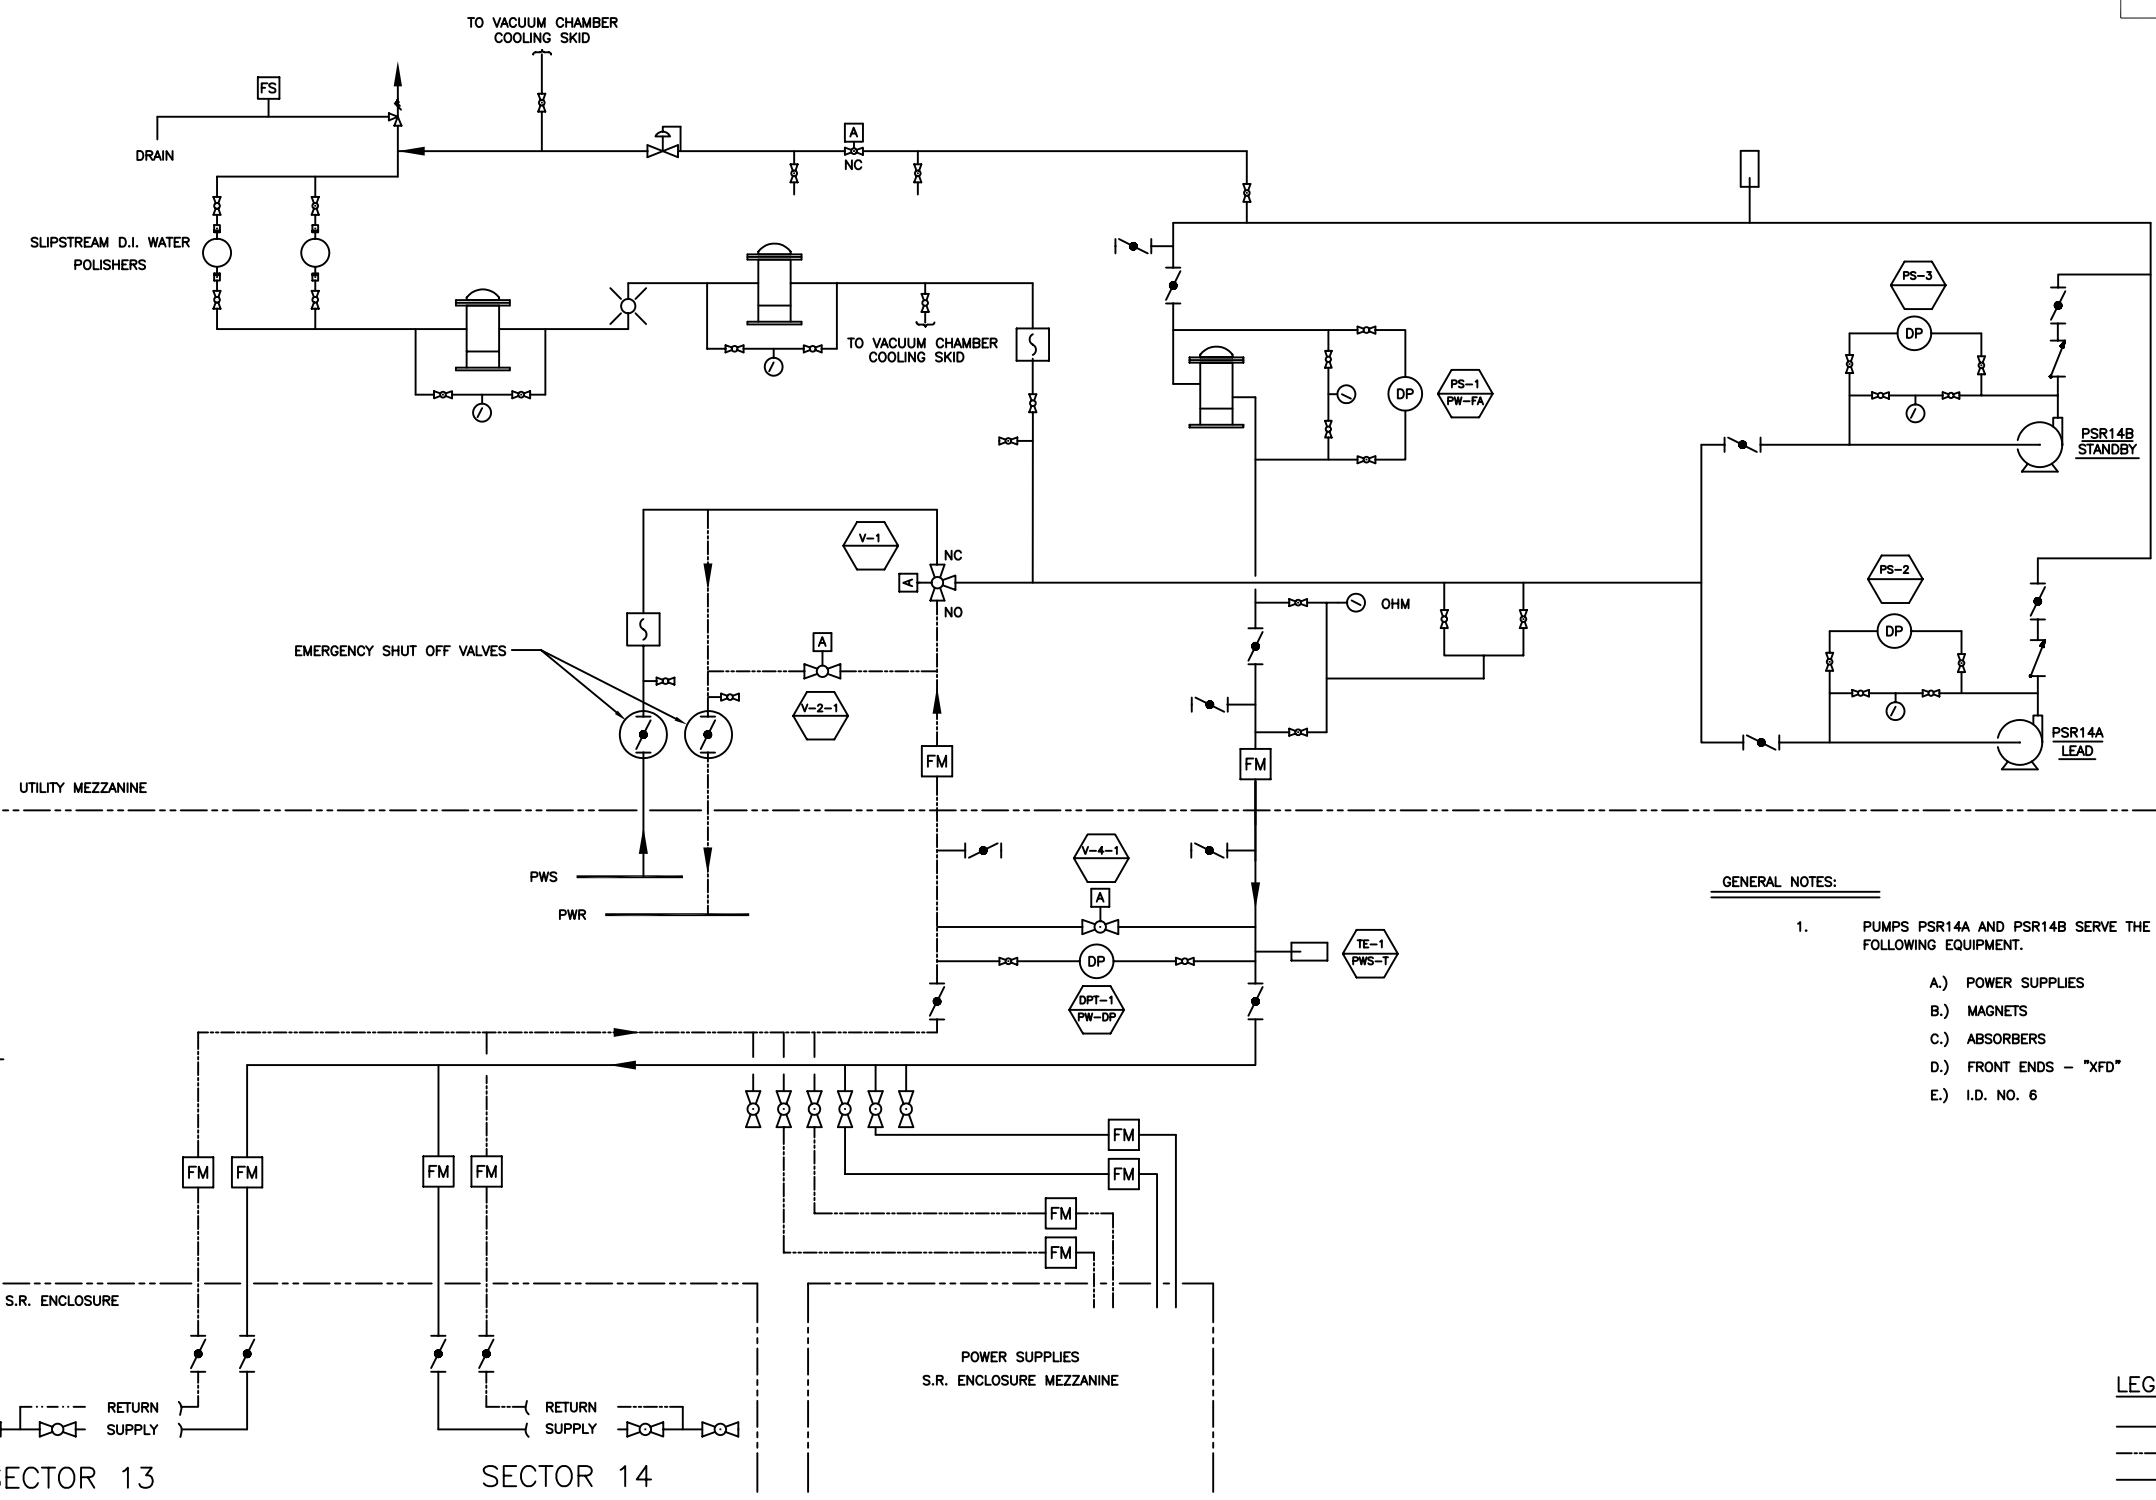 TO VACUUM CHAMBER
COOLING SKID
FS
DRAIN
A
NC
SLIPSTREAM D.I. WATER
POLISHERS
TO VACUUM CHAMBER
COOLING SKID
PS-3
DP
PS-1
PW-FA
DP
PSR14B
STANDBY
V-1
NC
A
NO
OHM
PS-2
DP
EMERGENCY SHUT OFF VALVES
A
V-2-1
PSR14A
LEAD
FM
FM
UTILITY MEZZANINE
V-4-1
A
PWS
PWR
GENERAL NOTES:
1. PUMPS PSR14A AND PSR14B SERVE THE
FOLLOWING EQUIPMENT.
A.) POWER SUPPLIES
B.) MAGNETS
C.) ABSORBERS
D.) FRONT ENDS - "XFD"
E.) I.D. NO. 6
TE-1
PWS-T
DP
DPT-1
PW-DP
FM
FM
FM
FM
FM
FM
FM
FM
S.R. ENCLOSURE
POWER SUPPLIES
S.R. ENCLOSURE MEZZANINE
RETURN
SUPPLY
RETURN
SUPPLY
ECTOR 13
SECTOR 14
LEG